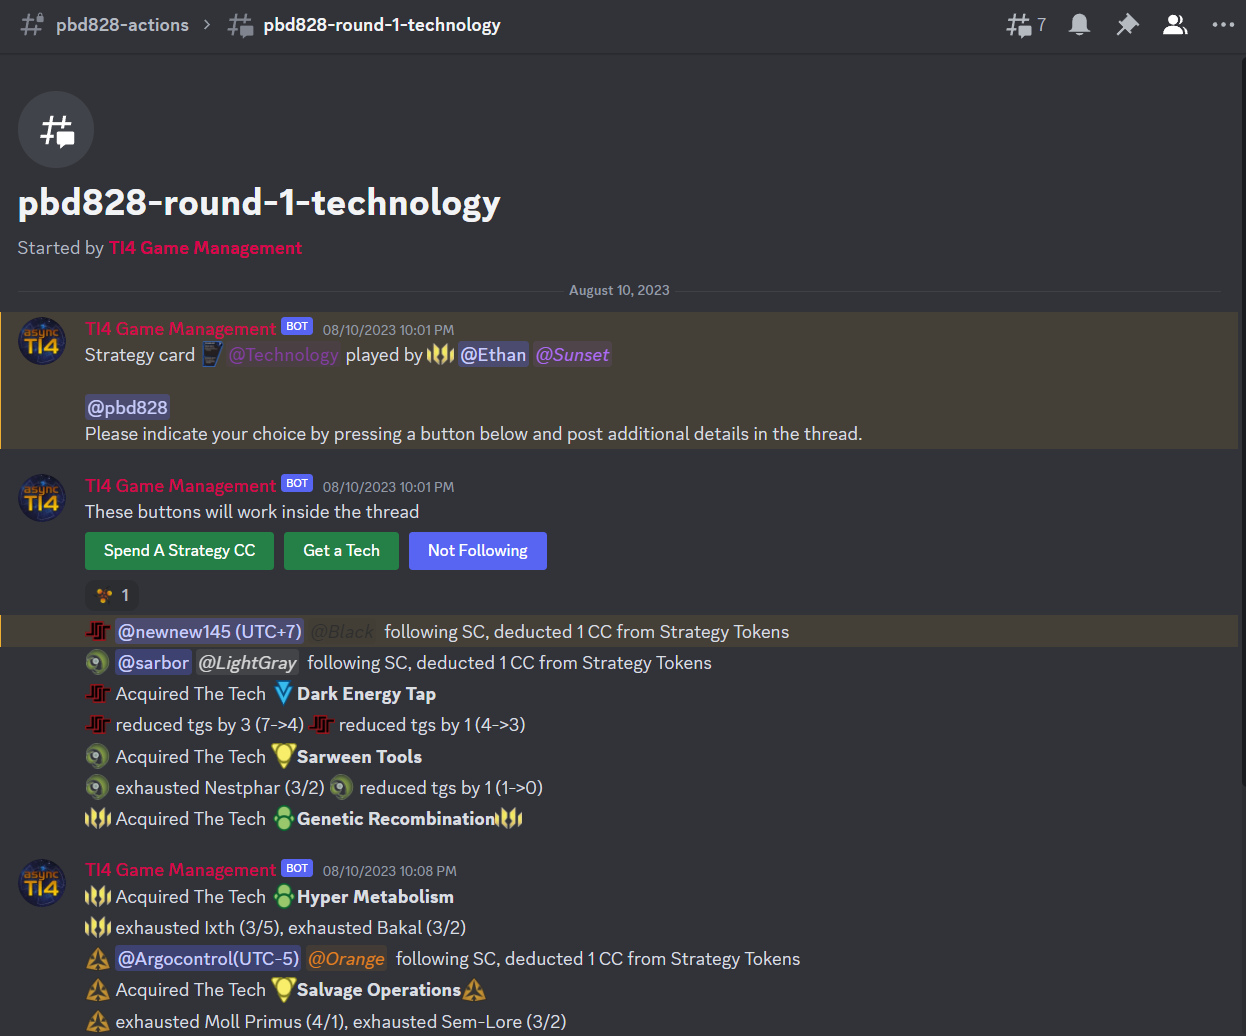 pbd828-actions > pbd828-round-1-technology 7
pbd828-round-1-technology
Started by TI4 Game Management
August 10, 2023
async TI4
TI4 Game Management BOT 08/10/2023 10:01 PM
Strategy card @Technology played by @Ethan @Sunset
@pbd828
Please indicate your choice by pressing a button below and post additional details in the thread.
async TI4
TI4 Game Management BOT 08/10/2023 10:01 PM
These buttons will work inside the thread
Spend A Strategy CC Get a Tech Not Following
1
@newnew145 (UTC+7) @Black following SC, deducted 1 CC from Strategy Tokens
@sarbor @LightGray following SC, deducted 1 CC from Strategy Tokens
Acquired The Tech Dark Energy Tap
reduced tgs by 3 (7->4) reduced tgs by 1 (4->3)
Acquired The Tech Sarween Tools
exhausted Nestphar (3/2) reduced tgs by 1 (1->0)
Acquired The Tech Genetic Recombination
async TI4
TI4 Game Management BOT 08/10/2023 10:08 PM
Acquired The Tech Hyper Metabolism
exhausted Ixth (3/5), exhausted Bakal (3/2)
@Argocontrol(UTC-5) @Orange following SC, deducted 1 CC from Strategy Tokens
Acquired The Tech Salvage Operations
exhausted Moll Primus (4/1), exhausted Sem-Lore (3/2)